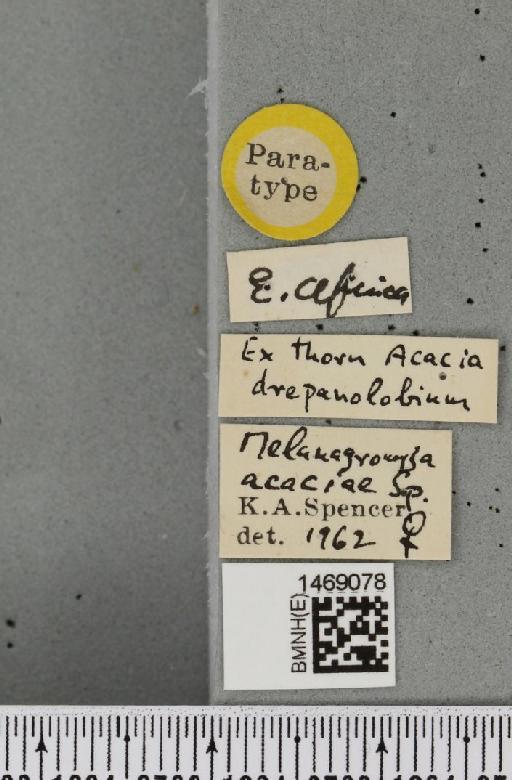 Para-
type
E. Africa
Ex thorn Acacia
drepanolobium
Melanagromyza
acaciae Sp.
K.A.Spencer ♀
det. 1962
1469078
BMNH(E)